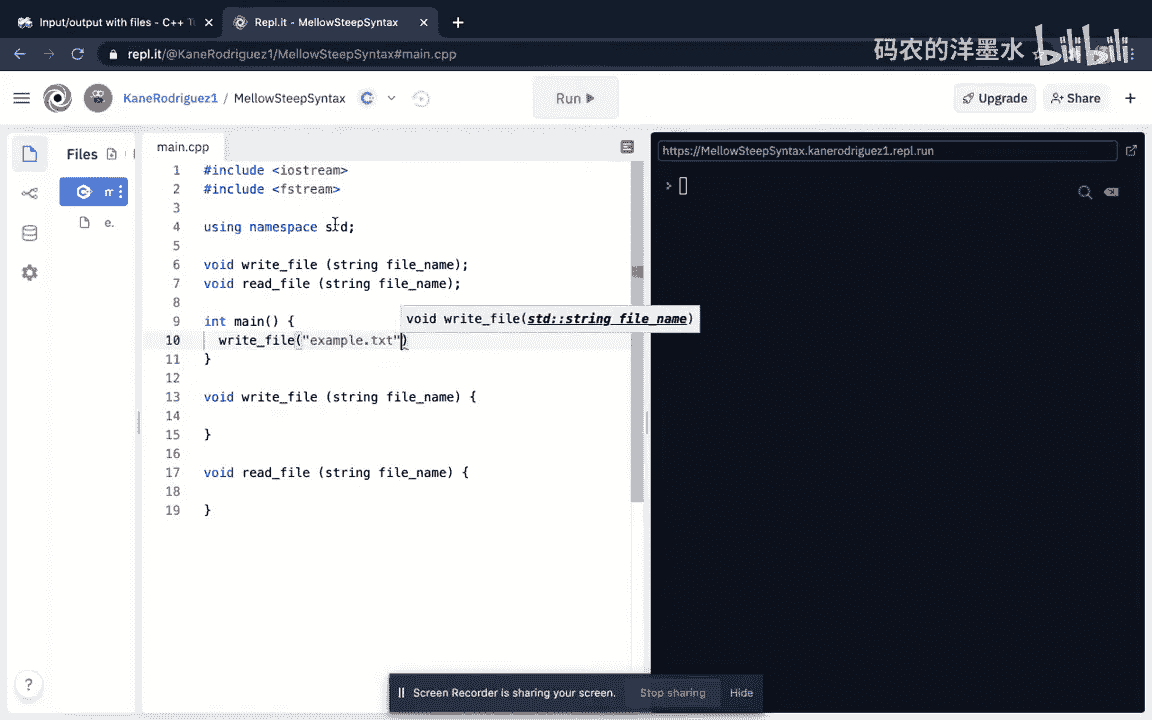 Input/output with files - C++ Tu
Repl.it - MellowSteepSyntax
repl.it/@KaneRodriguez1/MellowSteepSyntax#main.cpp
码农的洋墨水 bilibili
KaneRodriguez1 / MellowSteepSyntax
Run
Upgrade
Share
Files
main.cpp
m
e.
1 #include <iostream>
2 #include <fstream>
3
4 using namespace std;
5
6 void write_file (string file_name);
7 void read_file (string file_name);
8
9 int main() {
void write_file(std::string file_name)
10 write_file("example.txt")
11 }
12
13 void write_file (string file_name) {
14
15 }
16
17 void read_file (string file_name) {
18
19 }
https://MellowSteepSyntax.kanerodriguez1.repl.run
>
?
Screen Recorder is sharing your screen.
Stop sharing
Hide